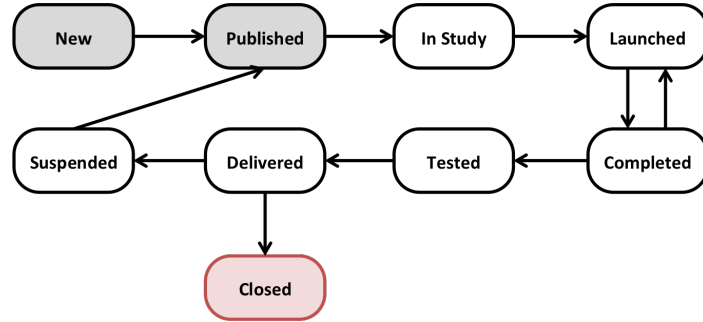 New
Published
In Study
Launched
Suspended
Delivered
Tested
Completed
Closed